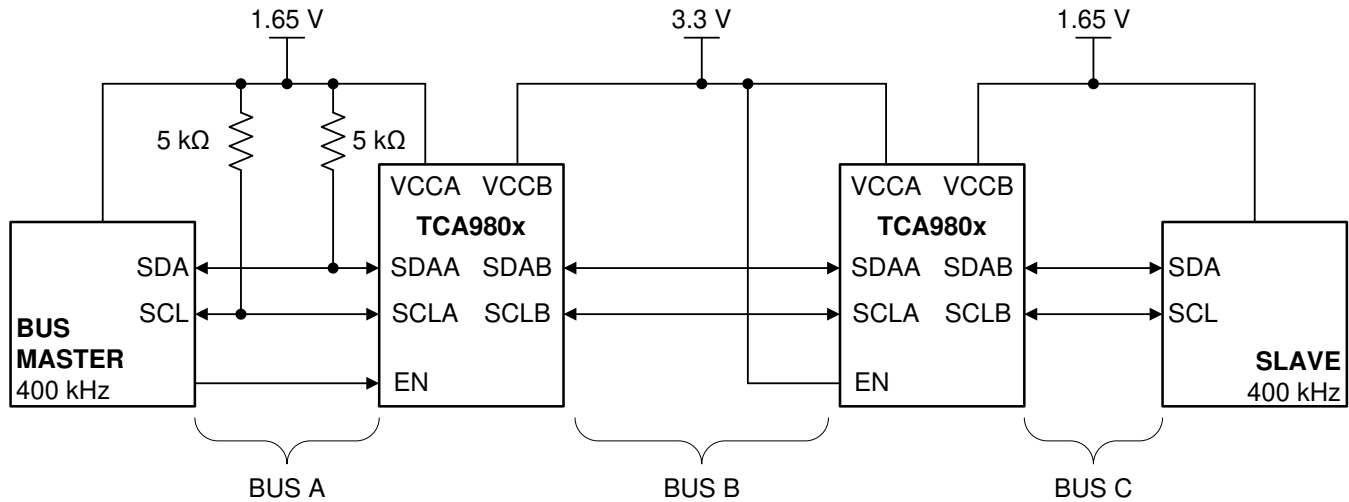 1.65 V
3.3 V
1.65 V
5 kΩ
5 kΩ
VCCA VCCB
TCA980x
VCCA VCCB
TCA980x
SDA
SDAA SDAB
SDAA SDAB
SDA
SCL
SCLA SCLB
SCLA SCLB
SCL
BUS
MASTER
400 kHz
EN
EN
SLAVE
400 kHz
BUS A
BUS B
BUS C